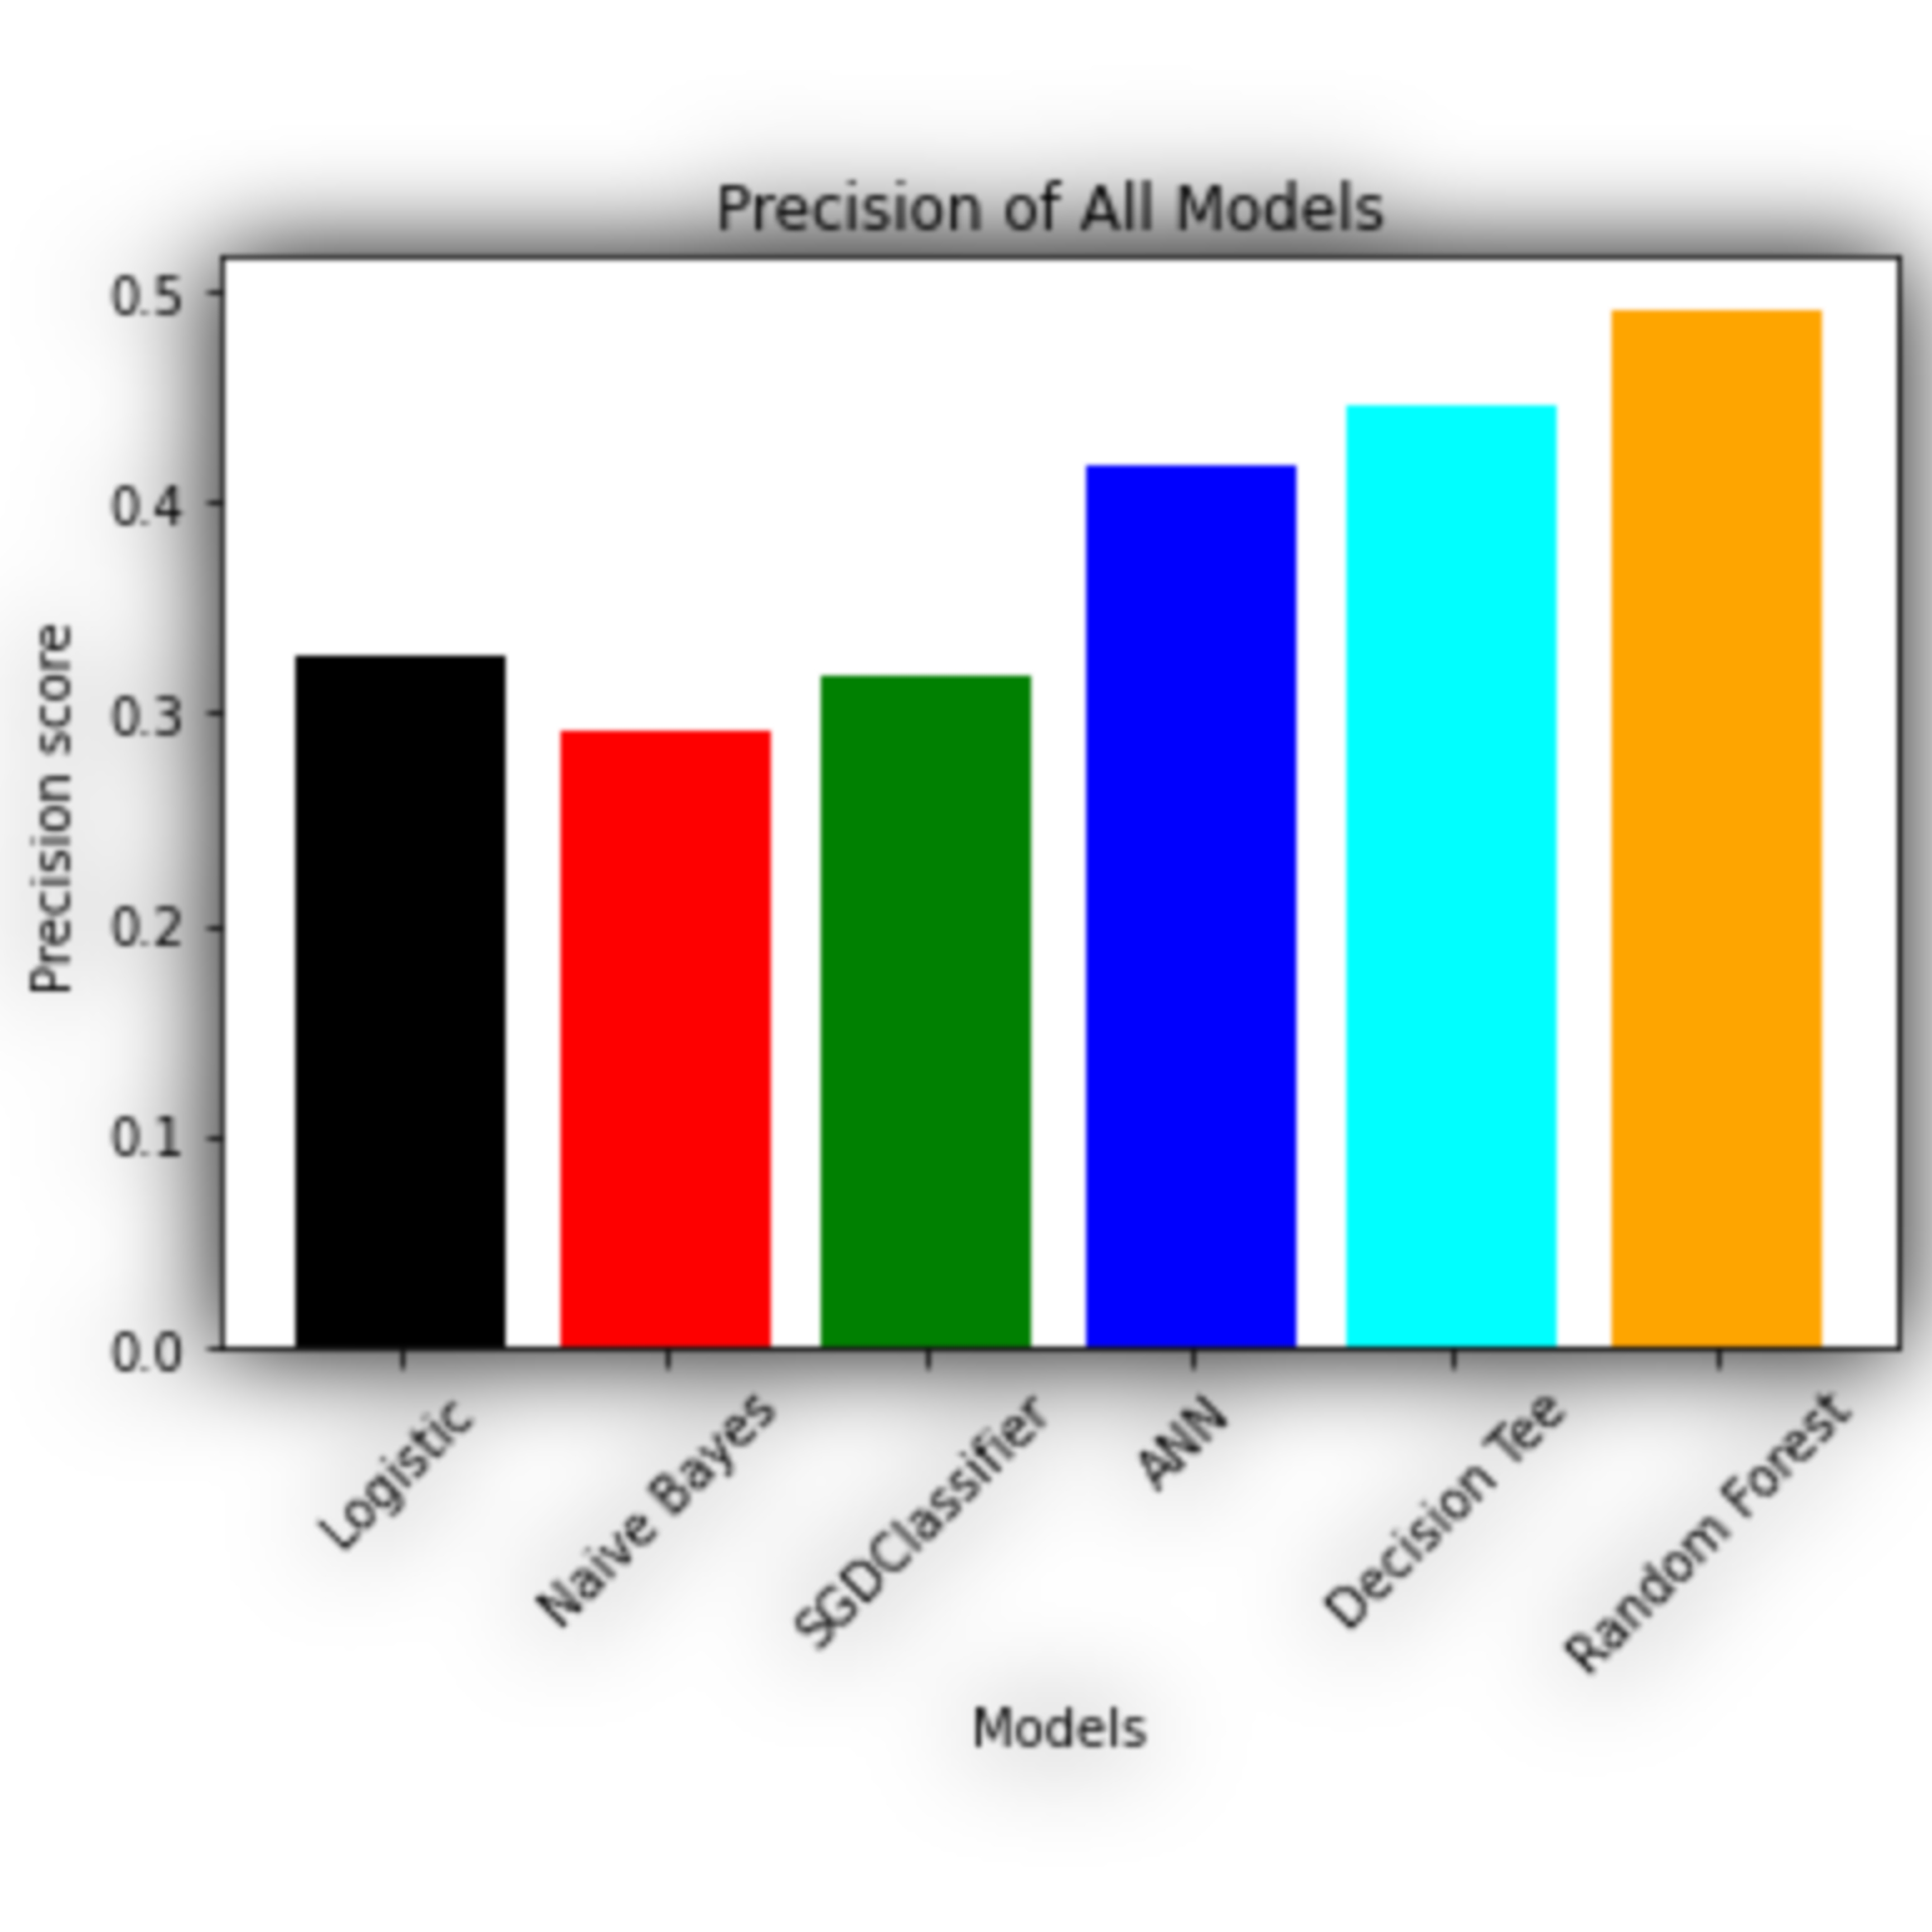 Precision of All Models
0.5
0.4
0.3
0.2
0.1
0.0
Precision score
Logistic
Naive Bayes
SGDClassifier
ANN
Decision Tee
Random Forest
Models